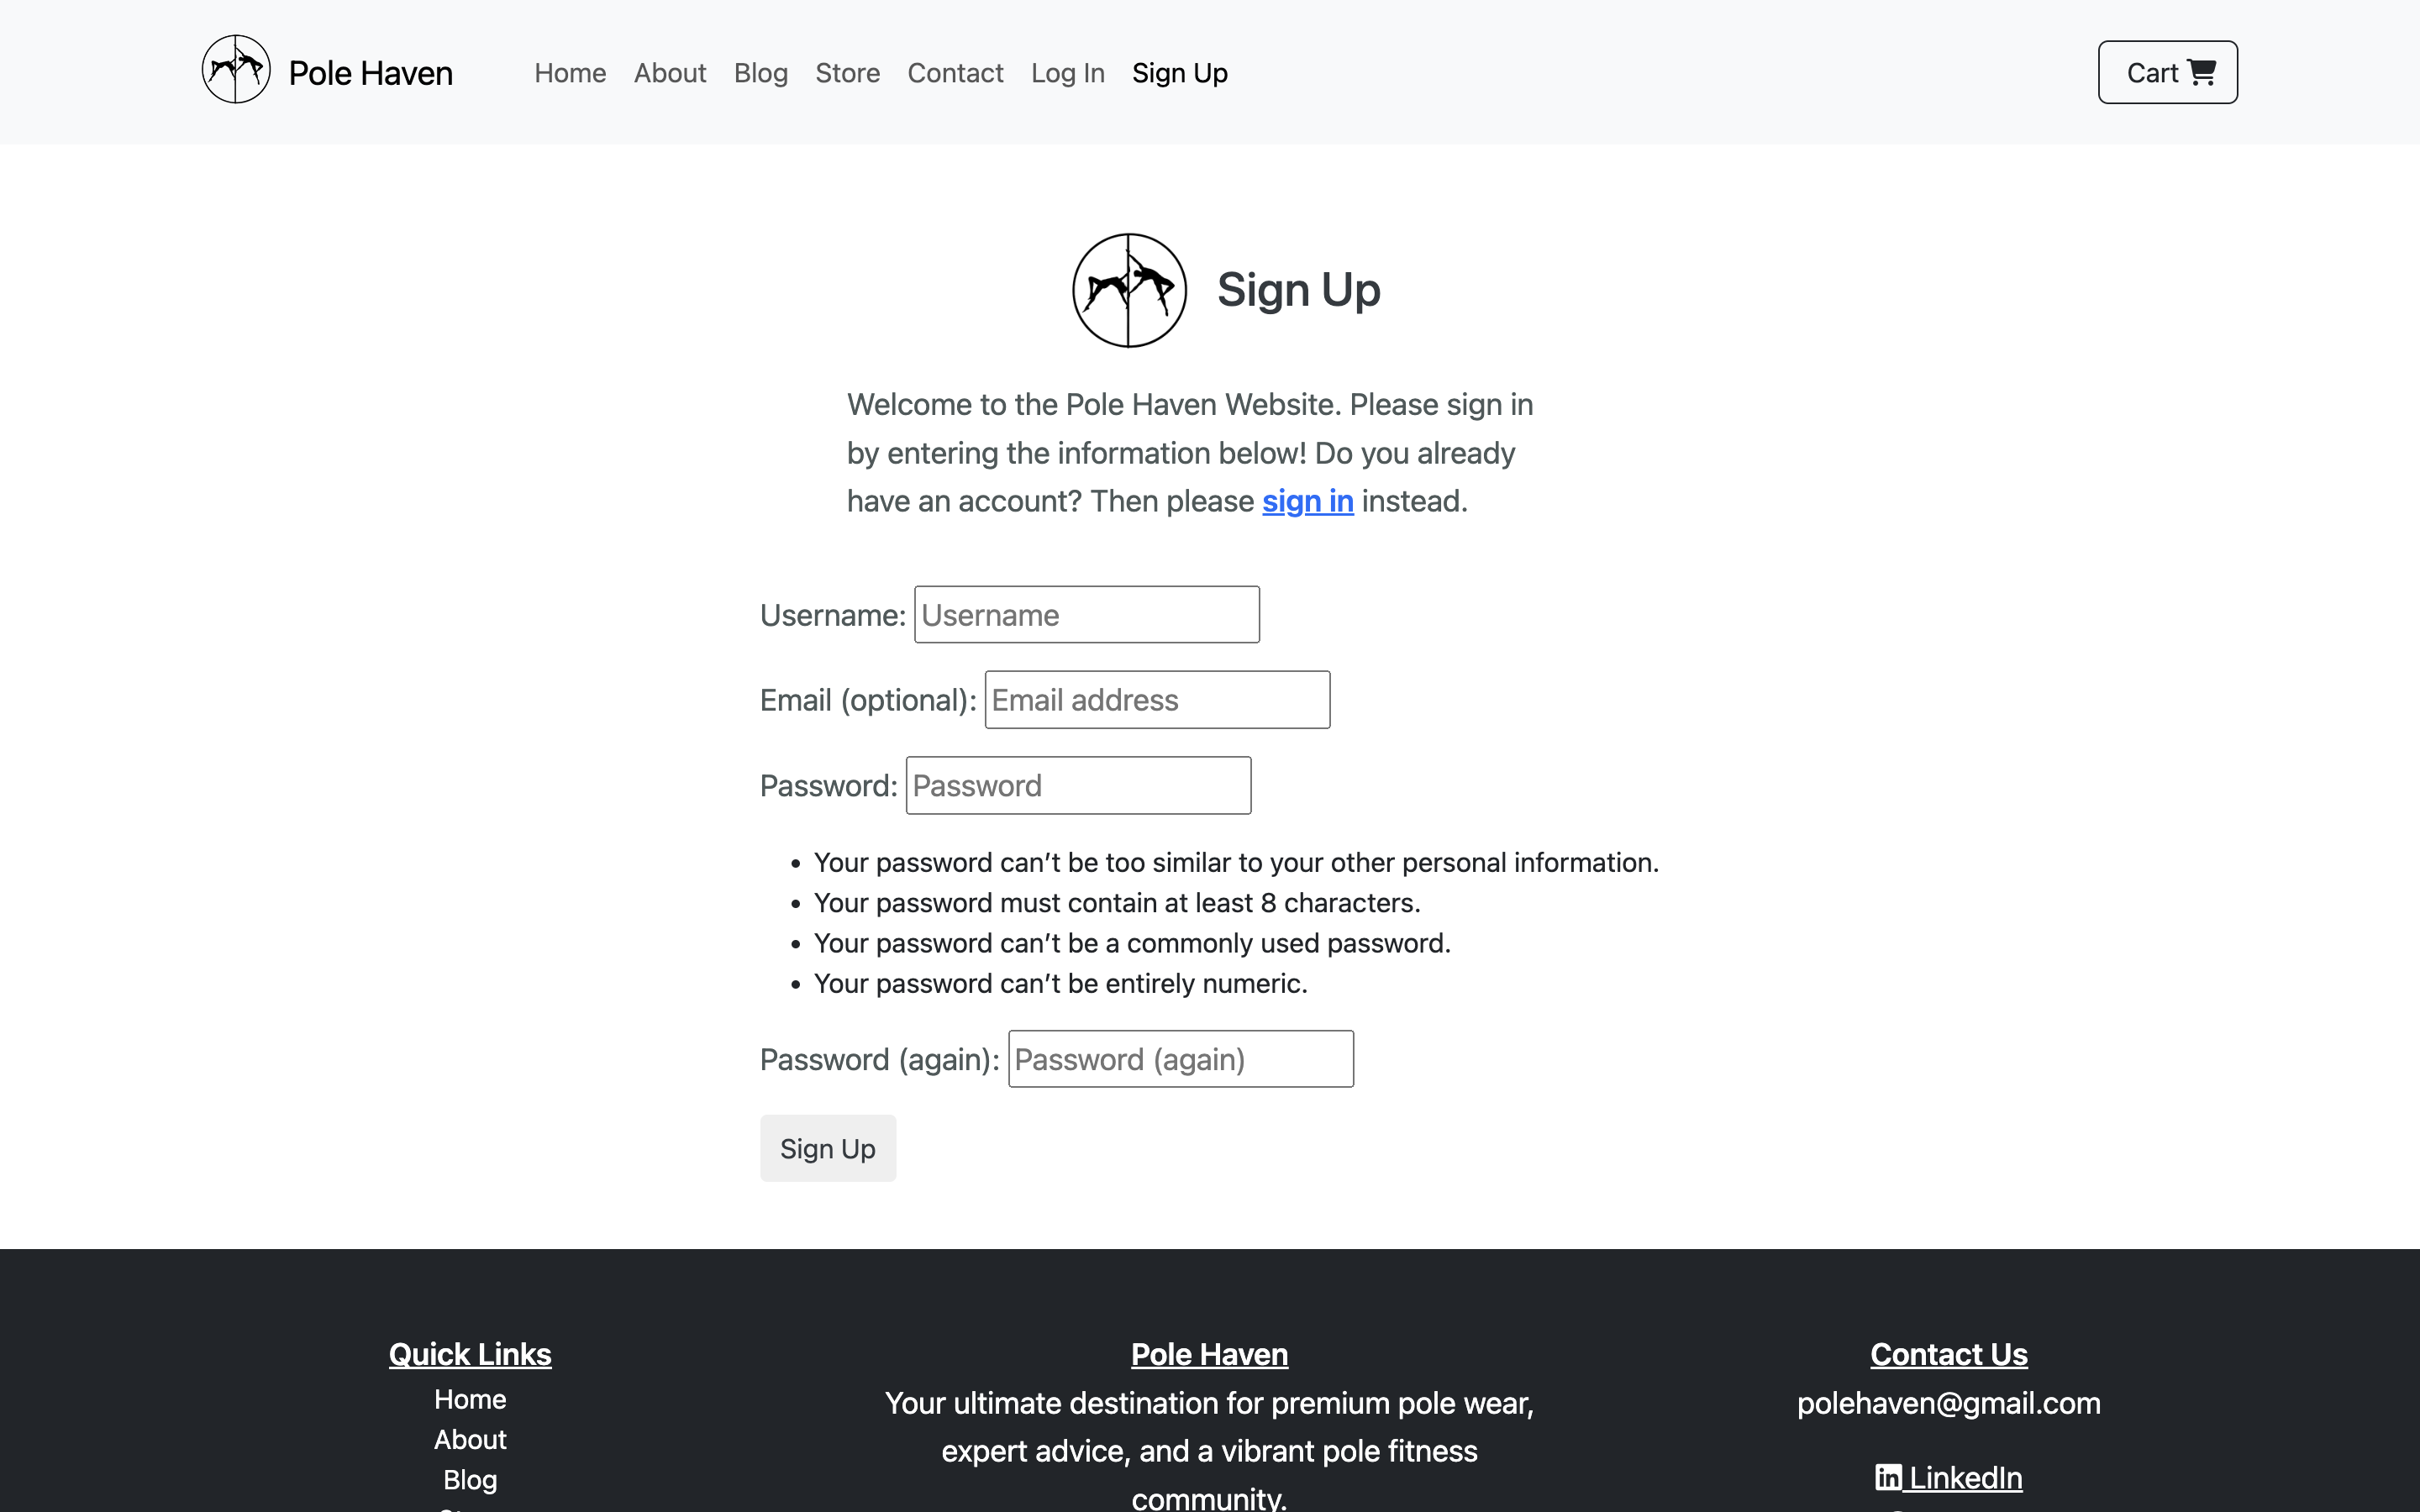 Pole Haven
Home About Blog Store Contact Log In Sign Up
Cart
Sign Up
Welcome to the Pole Haven Website. Please sign in
by entering the information below! Do you already
have an account? Then please sign in instead.
Username: Username
Email (optional): Email address
Password: Password
• Your password can’t be too similar to your other personal information.
• Your password must contain at least 8 characters.
• Your password can’t be a commonly used password.
• Your password can’t be entirely numeric.
Password (again): Password (again)
Sign Up
Quick Links
Home
About
Blog
Pole Haven
Your ultimate destination for premium pole wear,
expert advice, and a vibrant pole fitness
community.
Contact Us
polehaven@gmail.com
LinkedIn